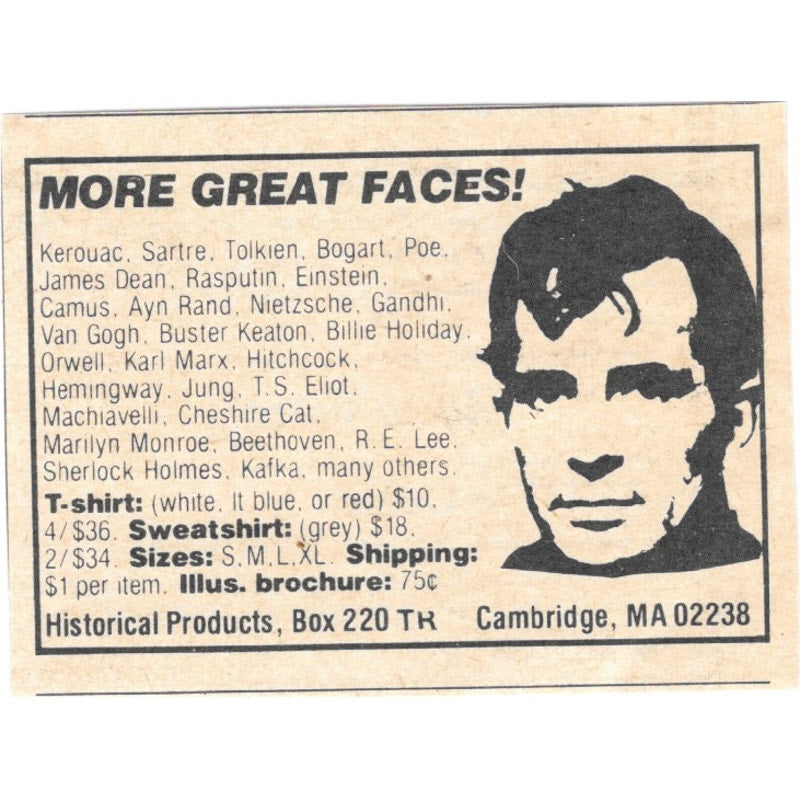 MORE GREAT FACES!
Kerouac, Sartre, Tolkien, Bogart, Poe,
James Dean, Rasputin, Einstein,
Camus, Ayn Rand, Nietzsche, Gandhi,
Van Gogh, Buster Keaton, Billie Holiday,
Orwell, Karl Marx, Hitchcock,
Hemingway, Jung, T.S. Eliot,
Machiavelli, Cheshire Cat,
Marilyn Monroe, Beethoven, R.E. Lee,
Sherlock Holmes, Kafka, many others.
T-shirt: (white, lt blue, or red) $10,
4/$36. Sweatshirt: (grey) $18,
2/$34. Sizes: S,M,L,XL. Shipping:
$1 per item. Illus. brochure: 75¢
Historical Products, Box 220 TR Cambridge, MA 02238